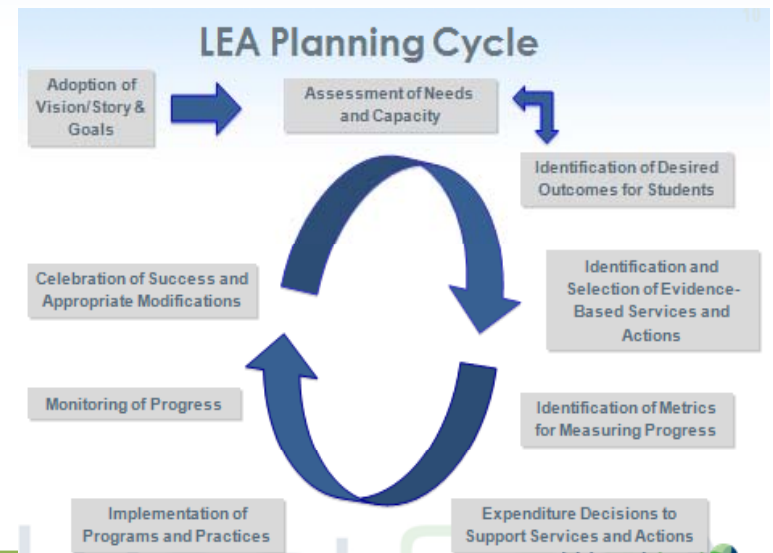 LEA Planning Cycle
Adoption of
Vision/Story &
Goals
Assessment of Needs
and Capacity
Identification of Desired
Outcomes for Students
Identification and
Selection of Evidence-
Based Services and
Actions
Identification of Metrics
for Measuring Progress
Expenditure Decisions to
Support Services and Actions
Implementation of
Programs and Practices
Monitoring of Progress
Celebration of Success and
Appropriate Modifications